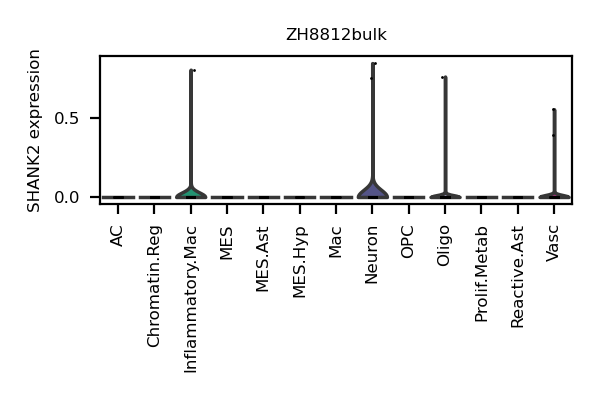 ZH8812bulk
SHANK2 expression
0.5
0.0
AC
Chromatin.Reg
Inflammatory.Mac
MES
MES.Ast
MES.Hyp
Mac
Neuron
OPC
Oligo
Prolif.Metab
Reactive.Ast
Vasc